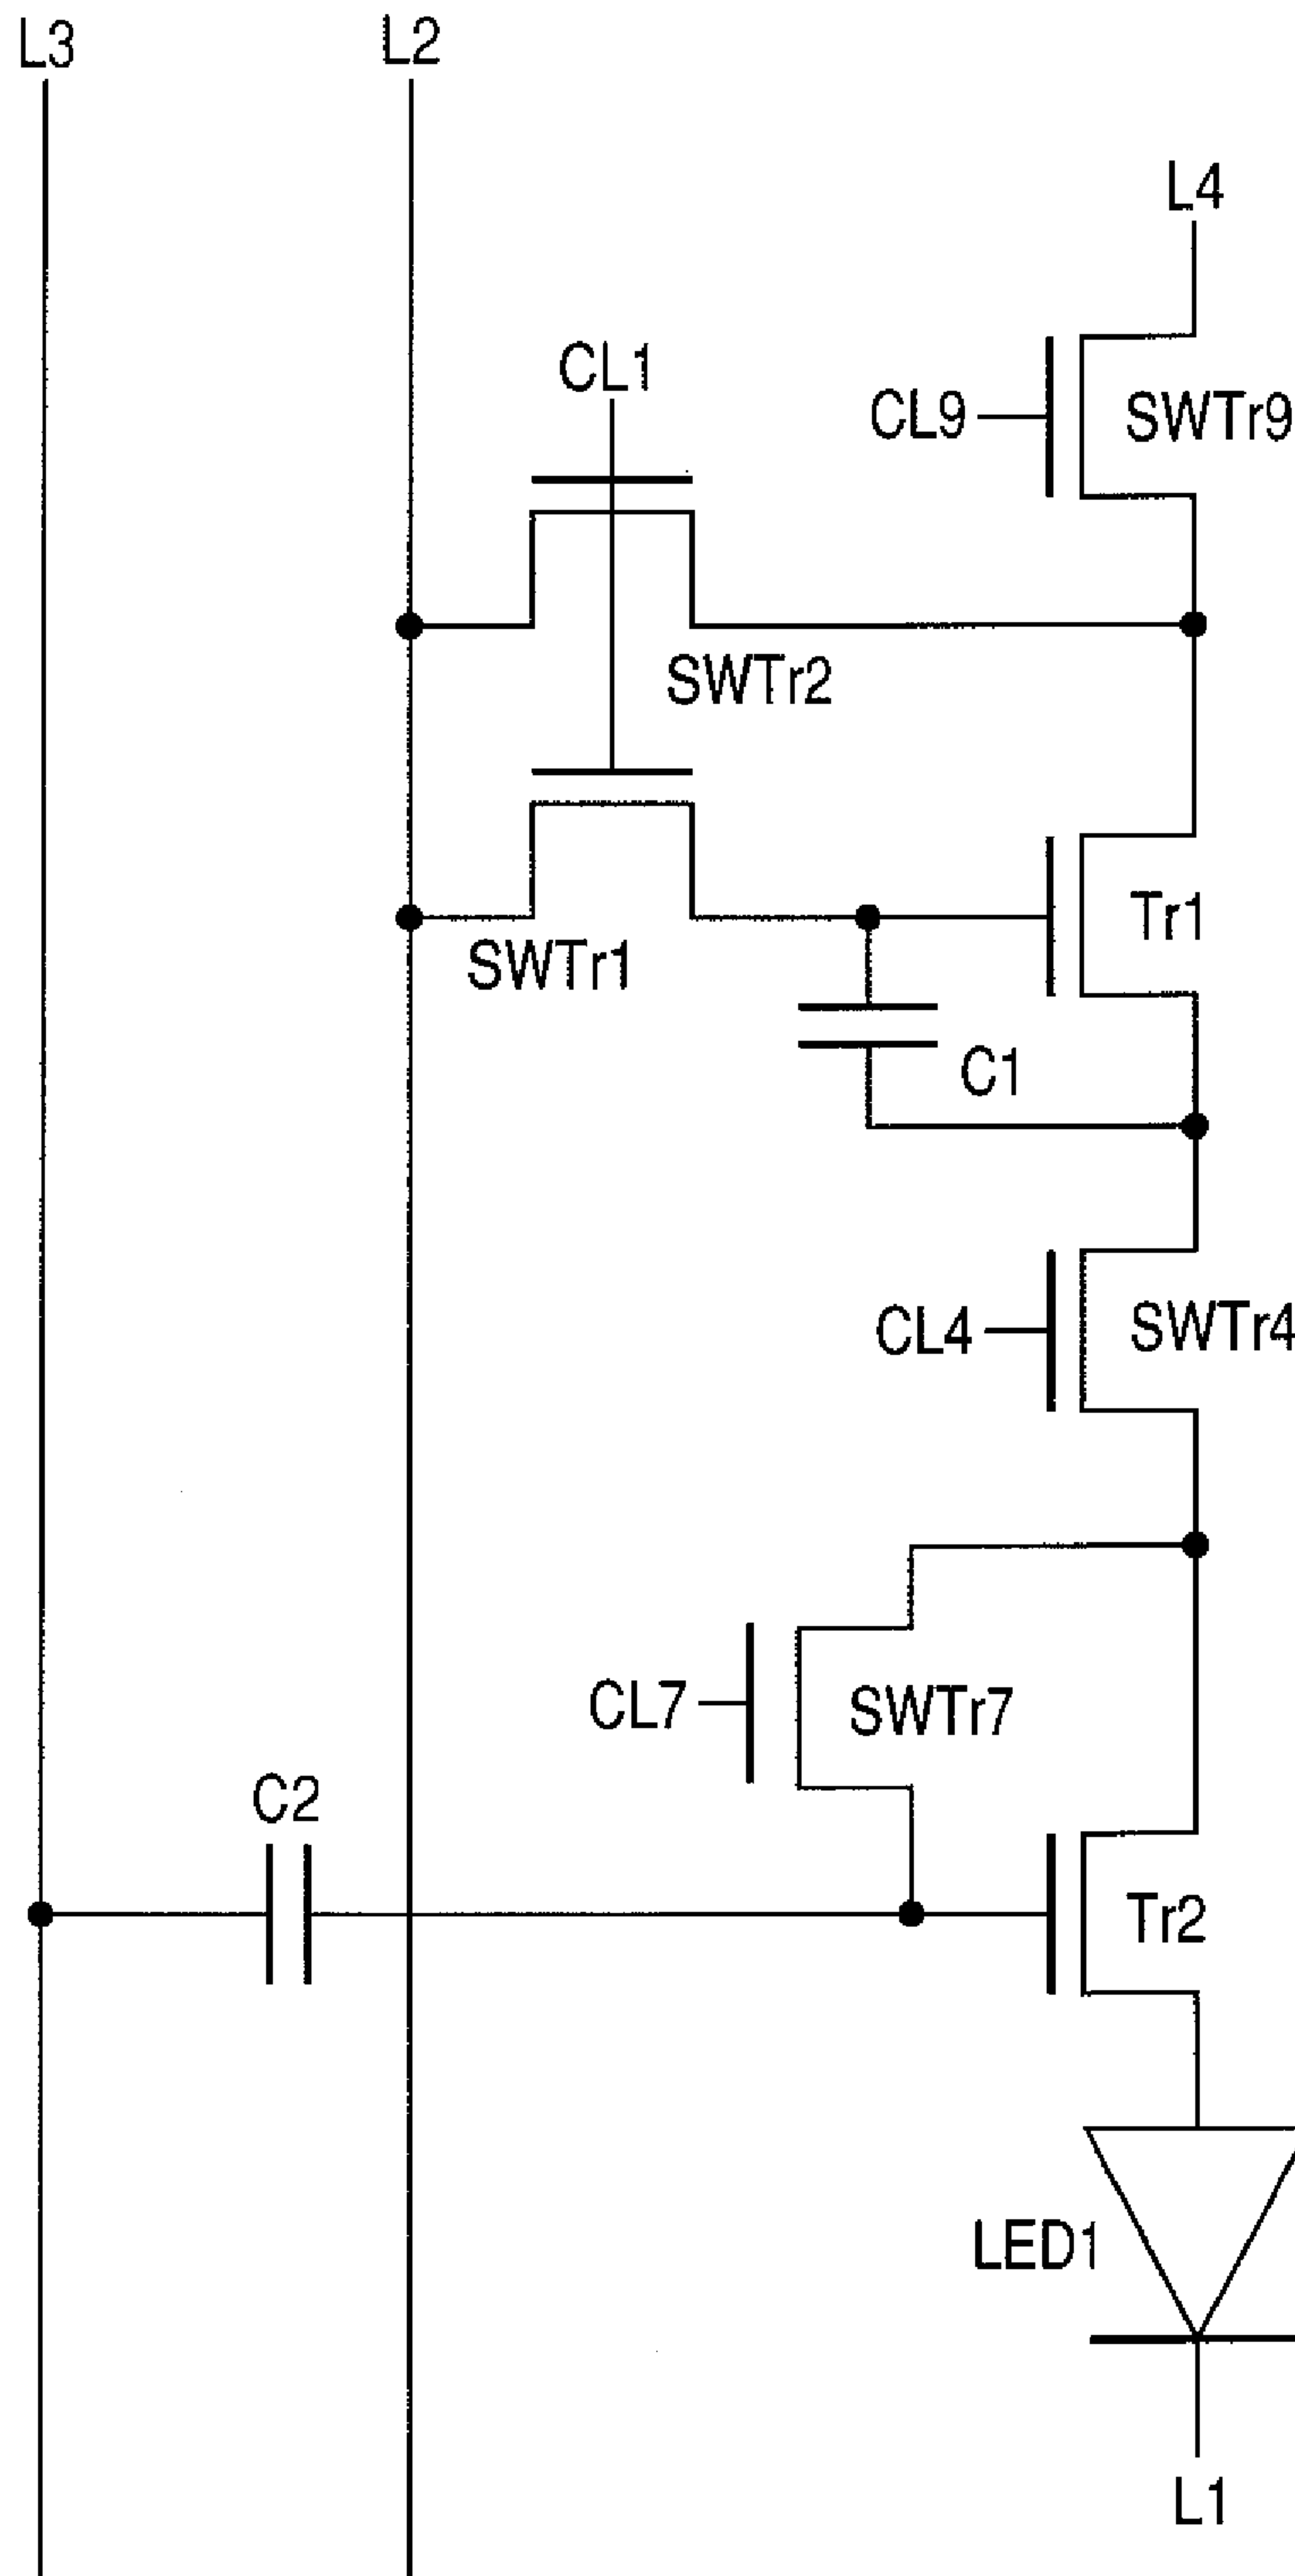 L3
L2
L4
CL1
CL9
SWTr9
SWTr2
Tr1
SWTr1
C1
CL4
SWTr4
CL7
SWTr7
C2
Tr2
LED1
L1